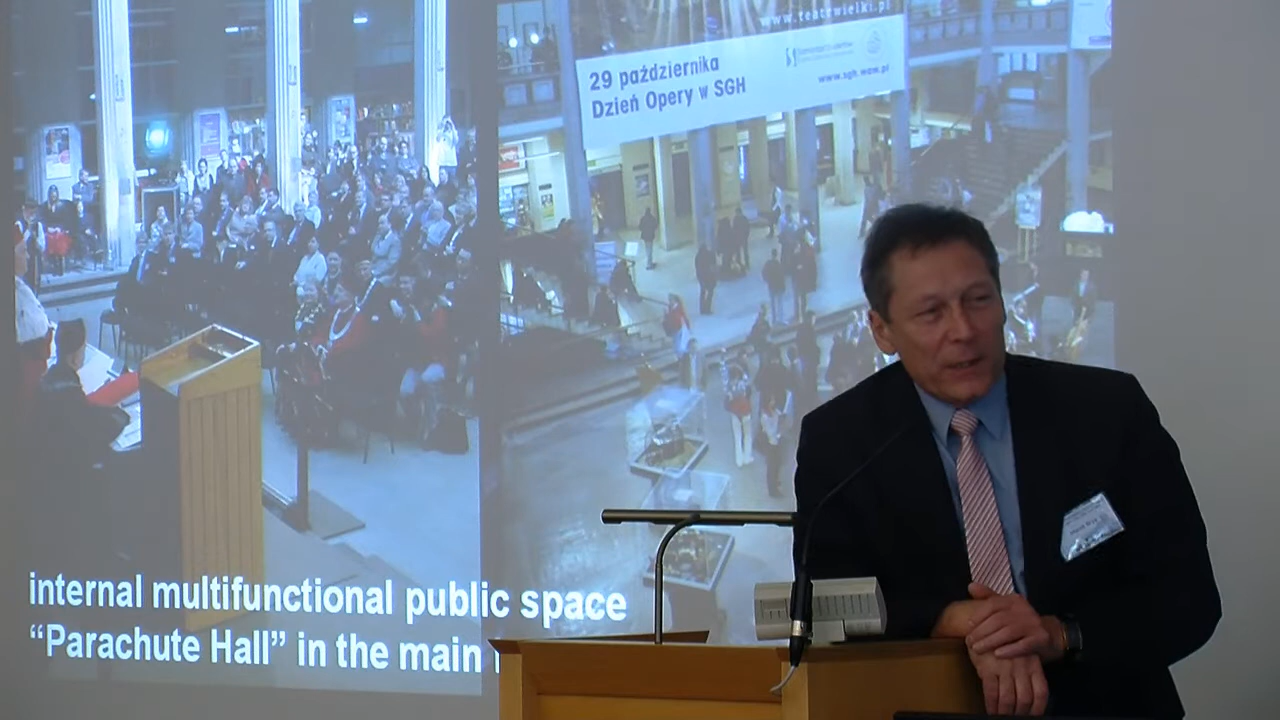 www.teatrwielki.pl
29 października
Dzień Opery w SGH
www.sgh.waw.pl
internal multifunctional public space
“Parachute Hall” in the main